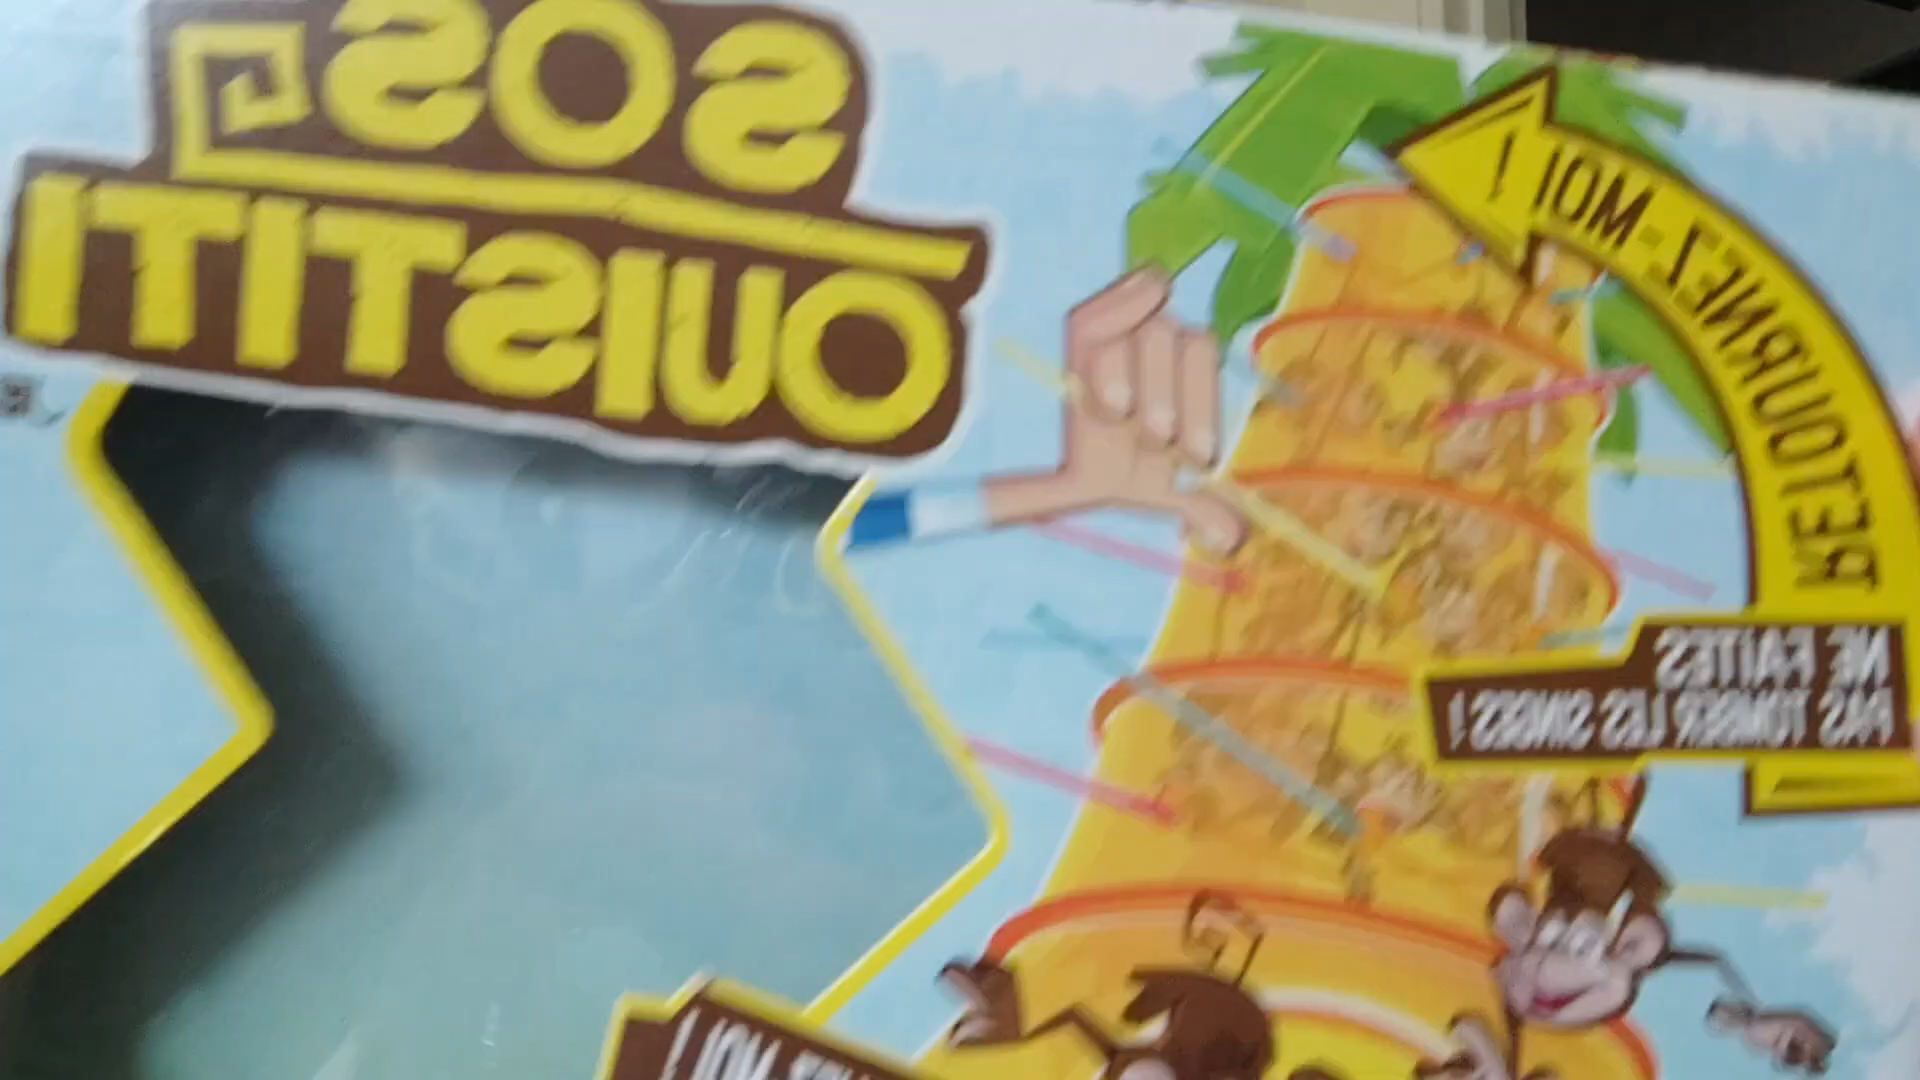 SOS
OUISTITI
RETOURNEZ-MOI !
NE FAITES
PAS TOMBER LES SINGES !